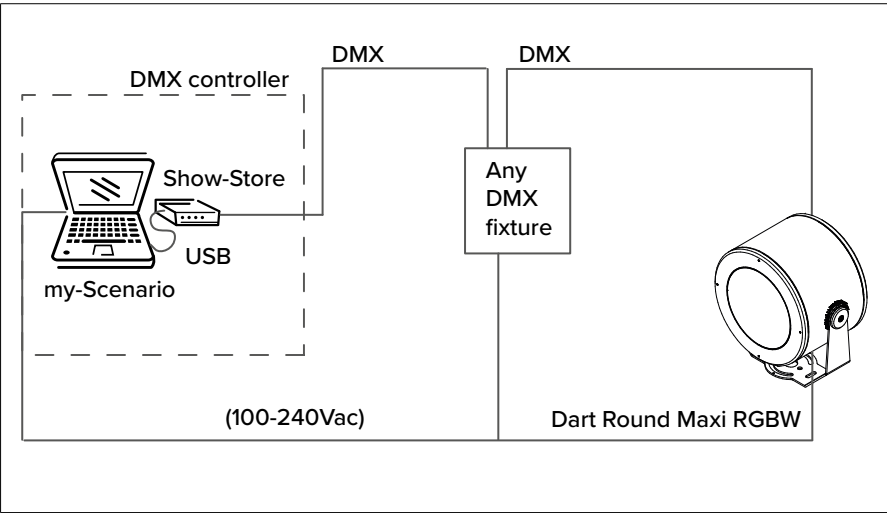 DMX
DMX
DMX controller
Show-Store
Any
DMX
fixture
USB
my-Scenario
(100-240Vac)
Dart Round Maxi RGBW